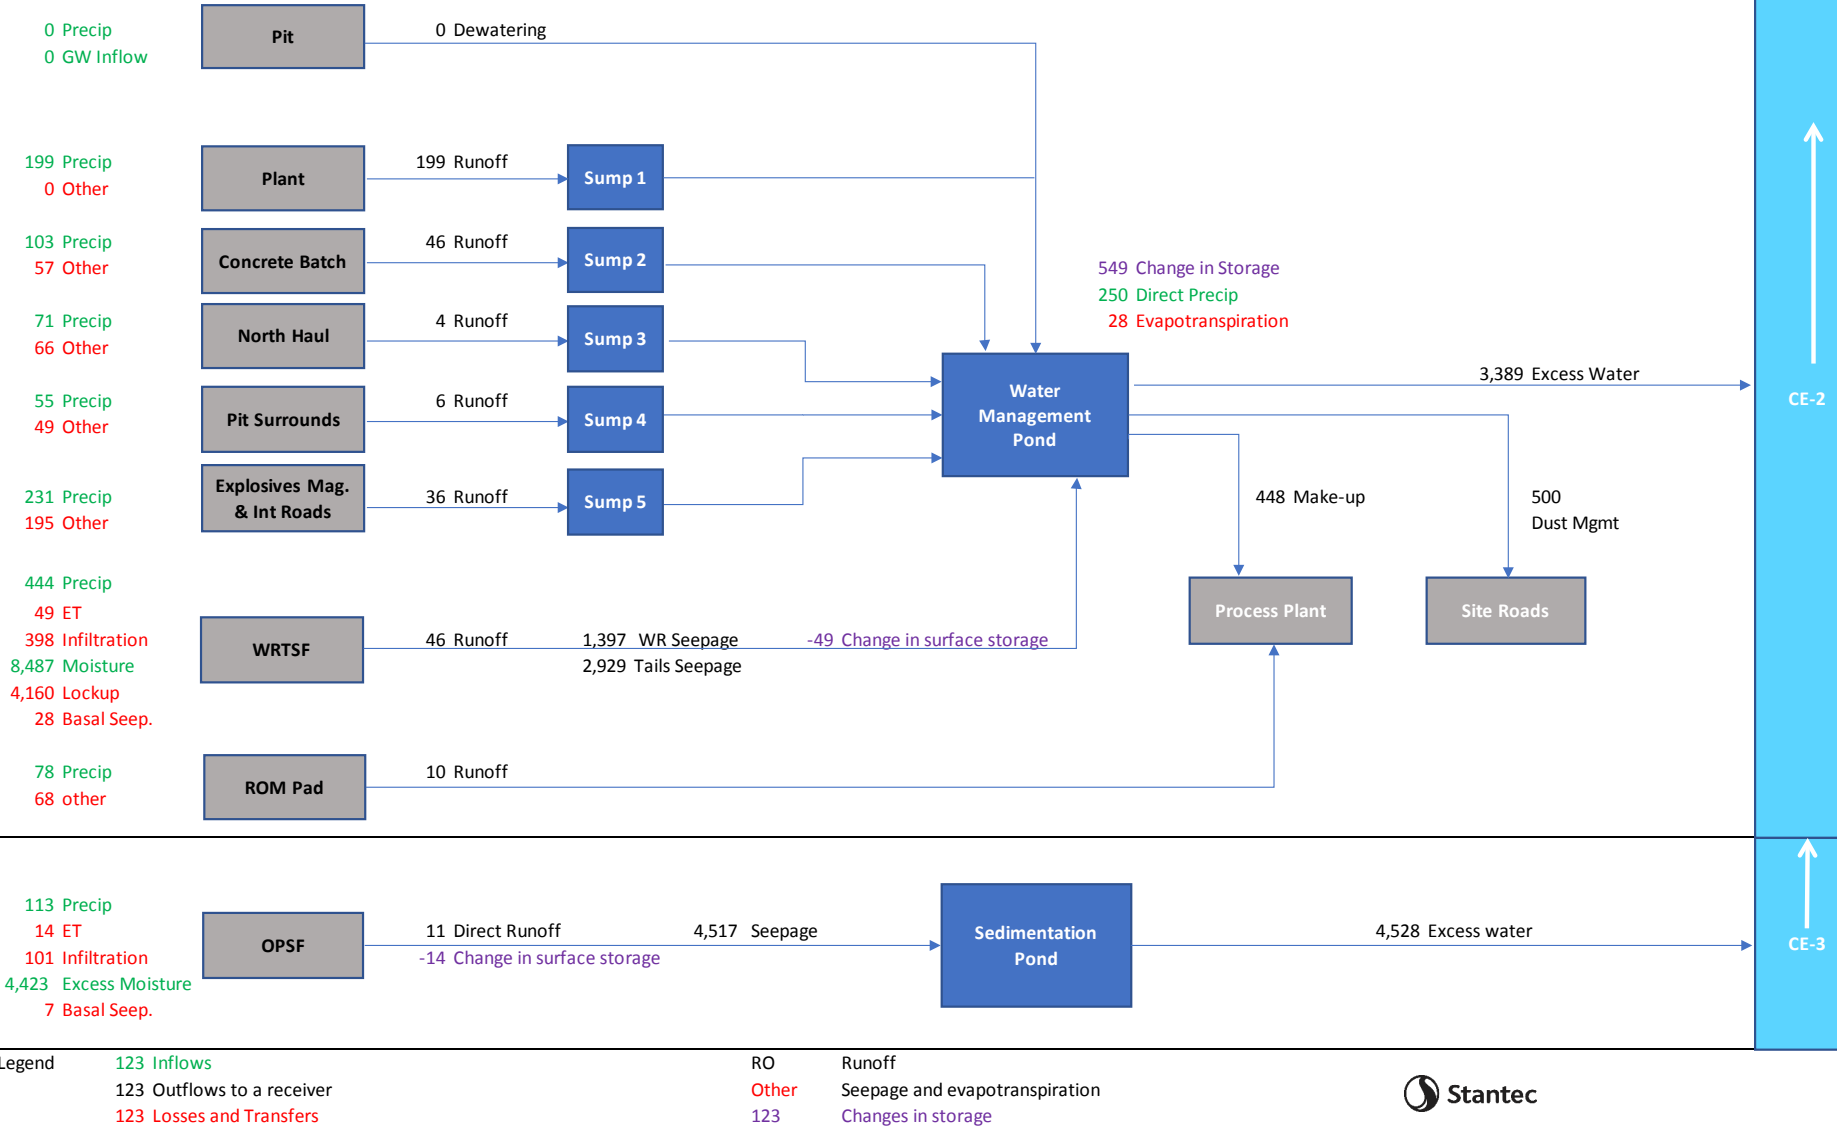 0 Precip
0 GW Inflow
Pit
0 Dewatering
199 Precip
0 Other
Plant
199 Runoff
Sump 1
103 Precip
57 Other
Concrete Batch
46 Runoff
Sump 2
549 Change in Storage
250 Direct Precip
28 Evapotranspiration
71 Precip
66 Other
North Haul
4 Runoff
Sump 3
55 Precip
49 Other
Pit Surrounds
6 Runoff
Sump 4
Water
Management
Pond
3,389 Excess Water
CE-2
231 Precip
195 Other
Explosives Mag.
& Int Roads
36 Runoff
Sump 5
448 Make-up
500
Dust Mgmt
Process Plant
Site Roads
444 Precip
49 ET
398 Infiltration
8,487 Moisture
4,160 Lockup
28 Basal Seep.
WRTSF
46 Runoff
1,397 WR Seepage
2,929 Tails Seepage
-49 Change in surface storage
78 Precip
68 other
ROM Pad
10 Runoff
113 Precip
14 ET
101 Infiltration
4,423 Excess Moisture
7 Basal Seep.
OPSF
11 Direct Runoff
-14 Change in surface storage
4,517 Seepage
Sedimentation
Pond
4,528 Excess water
CE-3
Legend
123 Inflows
123 Outflows to a receiver
123 Losses and Transfers
RO Runoff
Other Seepage and evapotranspiration
123 Changes in storage
Stantec